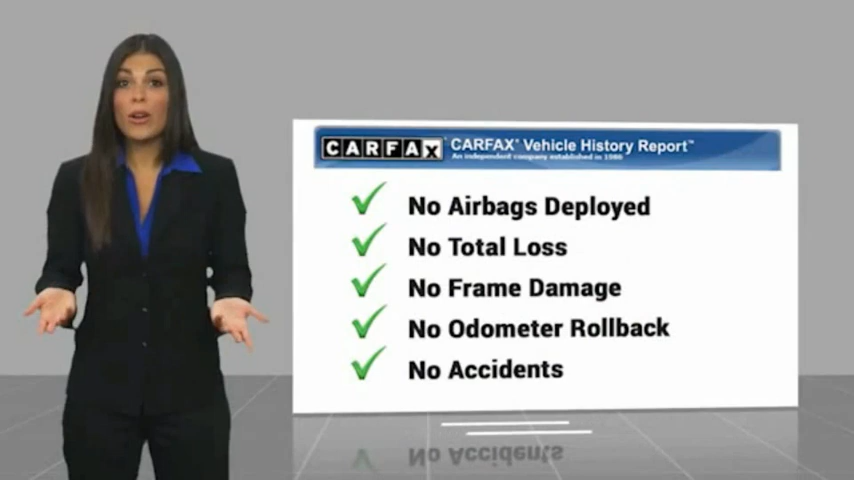 CARFAX CARFAX® Vehicle History Report™
An independent company established in 1986
No Airbags Deployed
No Total Loss
No Frame Damage
No Odometer Rollback
No Accidents
No Accidents